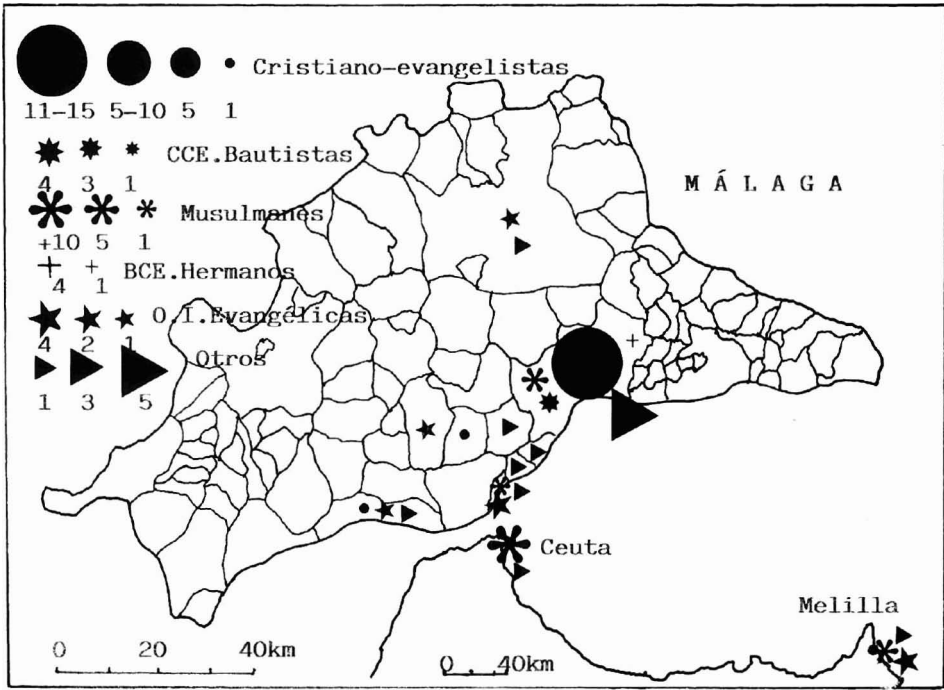 Cristiano-evangelistas
11-15 5-10 5 1
CCE.Bautistas
4 3 1
MÁLAGA
Musulmanes
+10 5 1
BCE.Hermanos
4 1
O.I.Evangélicas
4 2 1
Otros
1 3 5
Ceuta
Melilla
0 20 40km
0 40km